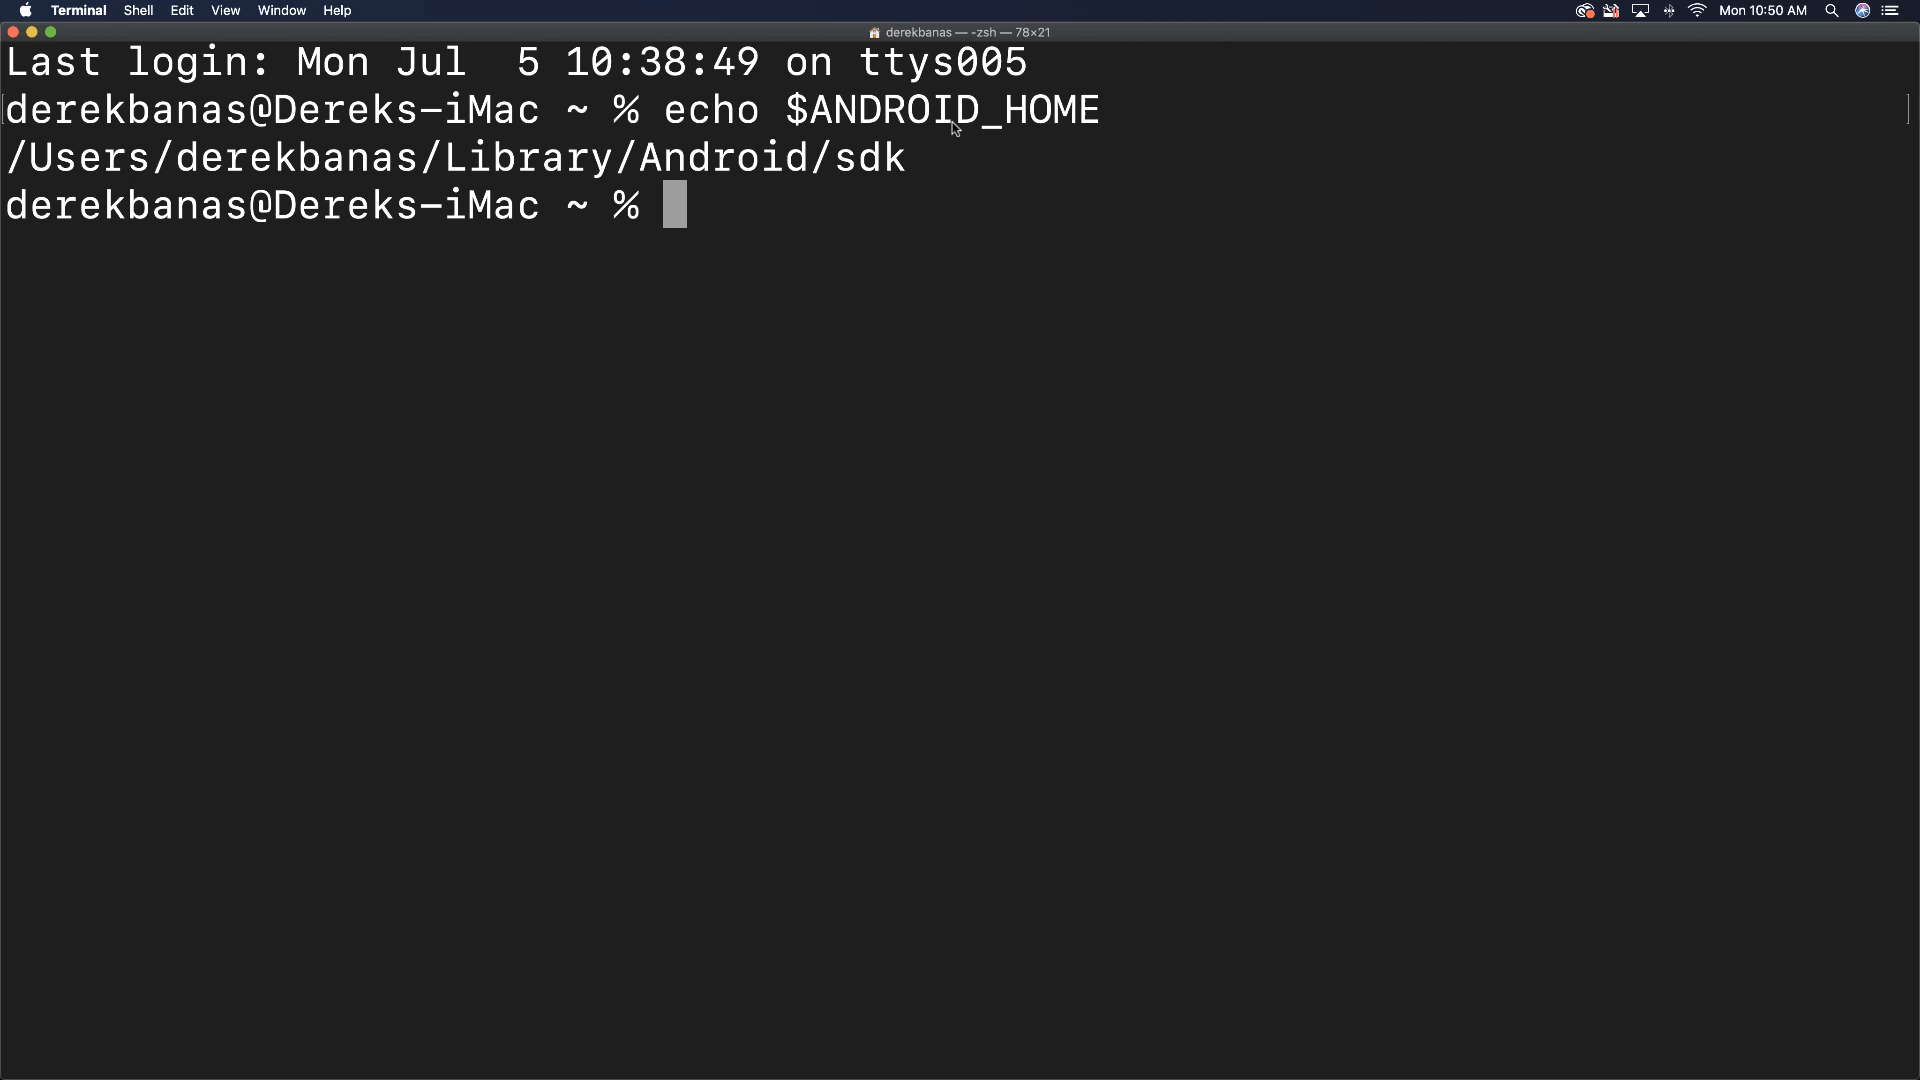 Terminal Shell Edit View Window Help Mon 10:50 AM
derekbanas — -zsh — 78×21
Last login: Mon Jul  5 10:38:49 on ttys005
derekbanas@Dereks-iMac ~ % echo $ANDROID_HOME
/Users/derekbanas/Library/Android/sdk
derekbanas@Dereks-iMac ~ %